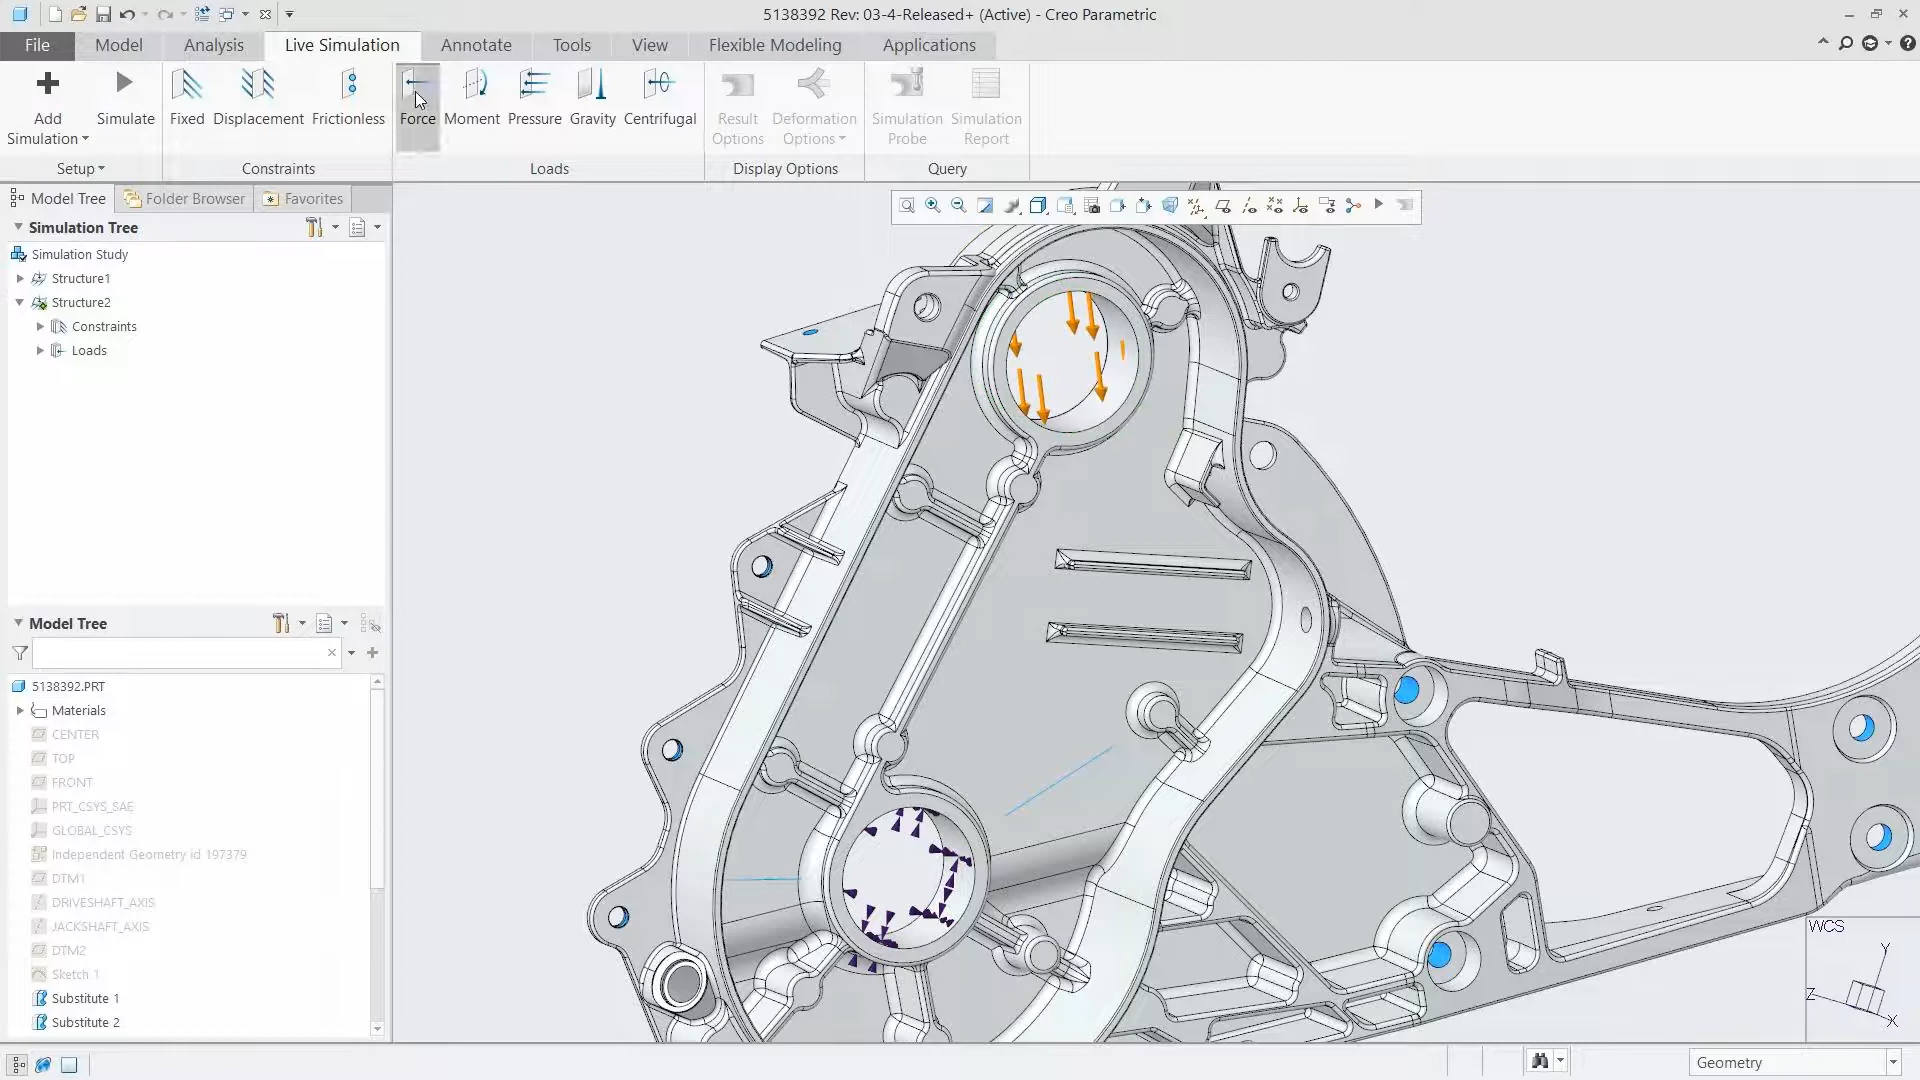 5138392 Rev: 03-4-Released+ (Active) - Creo Parametric
File Model Analysis Live Simulation Annotate Tools View Flexible Modeling Applications
Add Simulation
Simulate
Fixed
Displacement
Frictionless
Force
Moment
Pressure
Gravity
Centrifugal
Result Options
Deformation Options
Simulation Probe
Simulation Report
Setup
Constraints
Loads
Display Options
Query
Model Tree
Folder Browser
Favorites
Simulation Tree
Simulation Study
Structure1
Structure2
Constraints
Loads
Model Tree
5138392.PRT
Materials
CENTER
TOP
FRONT
PRT_CSYS_SAE
GLOBAL_CSYS
Independent Geometry id 197379
DTM1
DRIVESHAFT_AXIS
JACKSHAFT_AXIS
DTM2
Sketch 1
Substitute 1
Substitute 2
WCS
Y
Z
X
Geometry